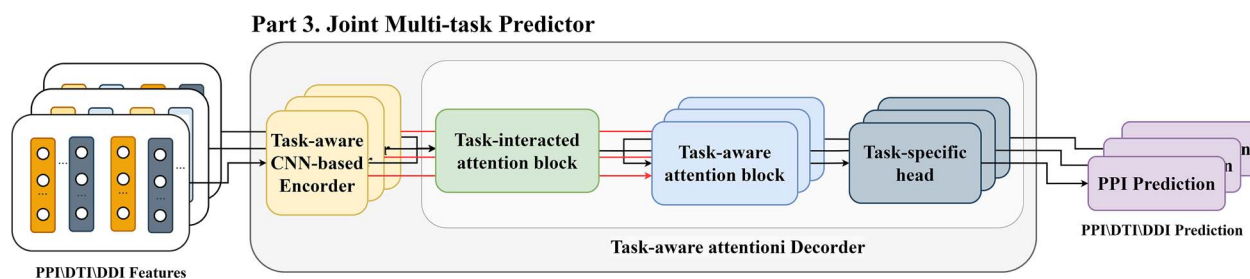 Part 3. Joint Multi-task Predictor
...
...
...
...
...
...
PPI\DTI\DDI Features
Task-aware
CNN-based
Encorder
Task-interacted
attention block
Task-aware
attention block
Task-specific
head
Task-aware attentioni Decorder
PPI Prediction
n
n
PPI\DTI\DDI Prediction